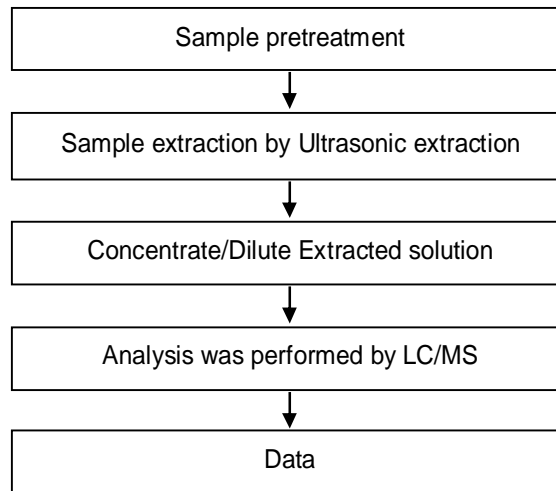 Sample pretreatment
Sample extraction by Ultrasonic extraction
Concentrate/Dilute Extracted solution
Analysis was performed by LC/MS
Data